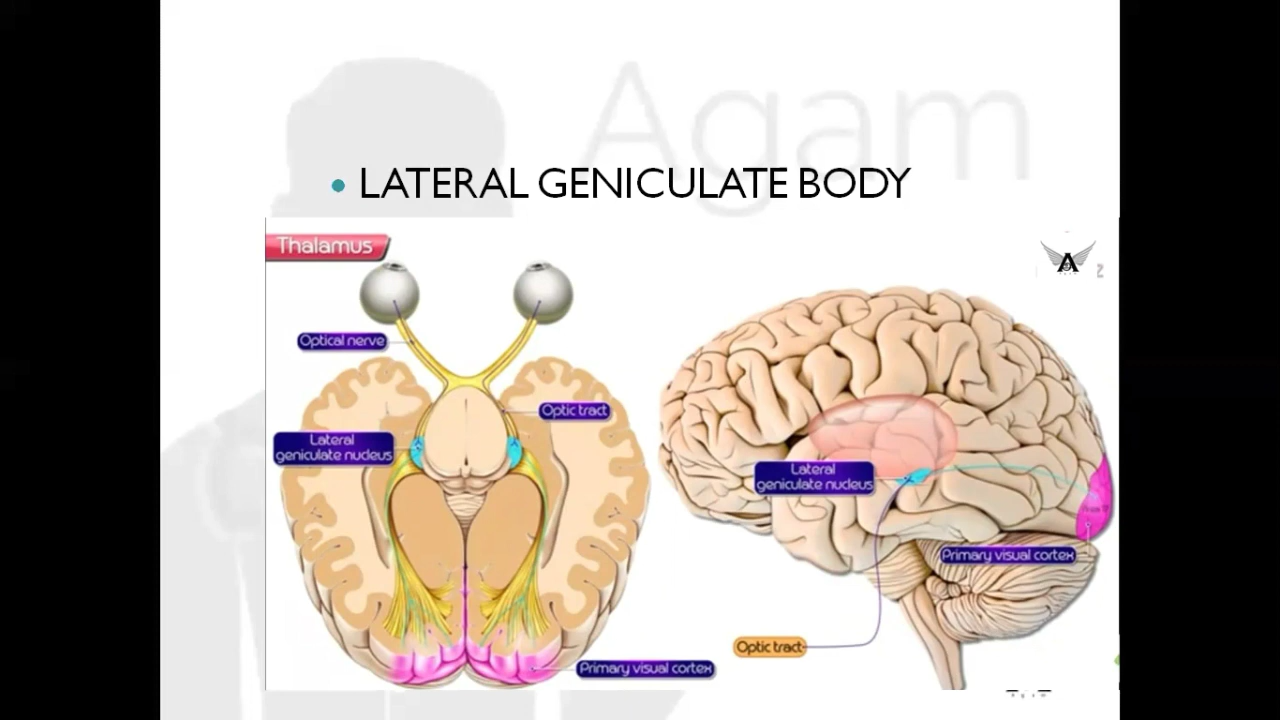 Agam
• LATERAL GENICULATE BODY
Thalamus
Optical nerve
Optic tract
Lateral
geniculate nucleus
Primary visual cortex
Lateral
geniculate nucleus
Primary visual cortex
Optic tract